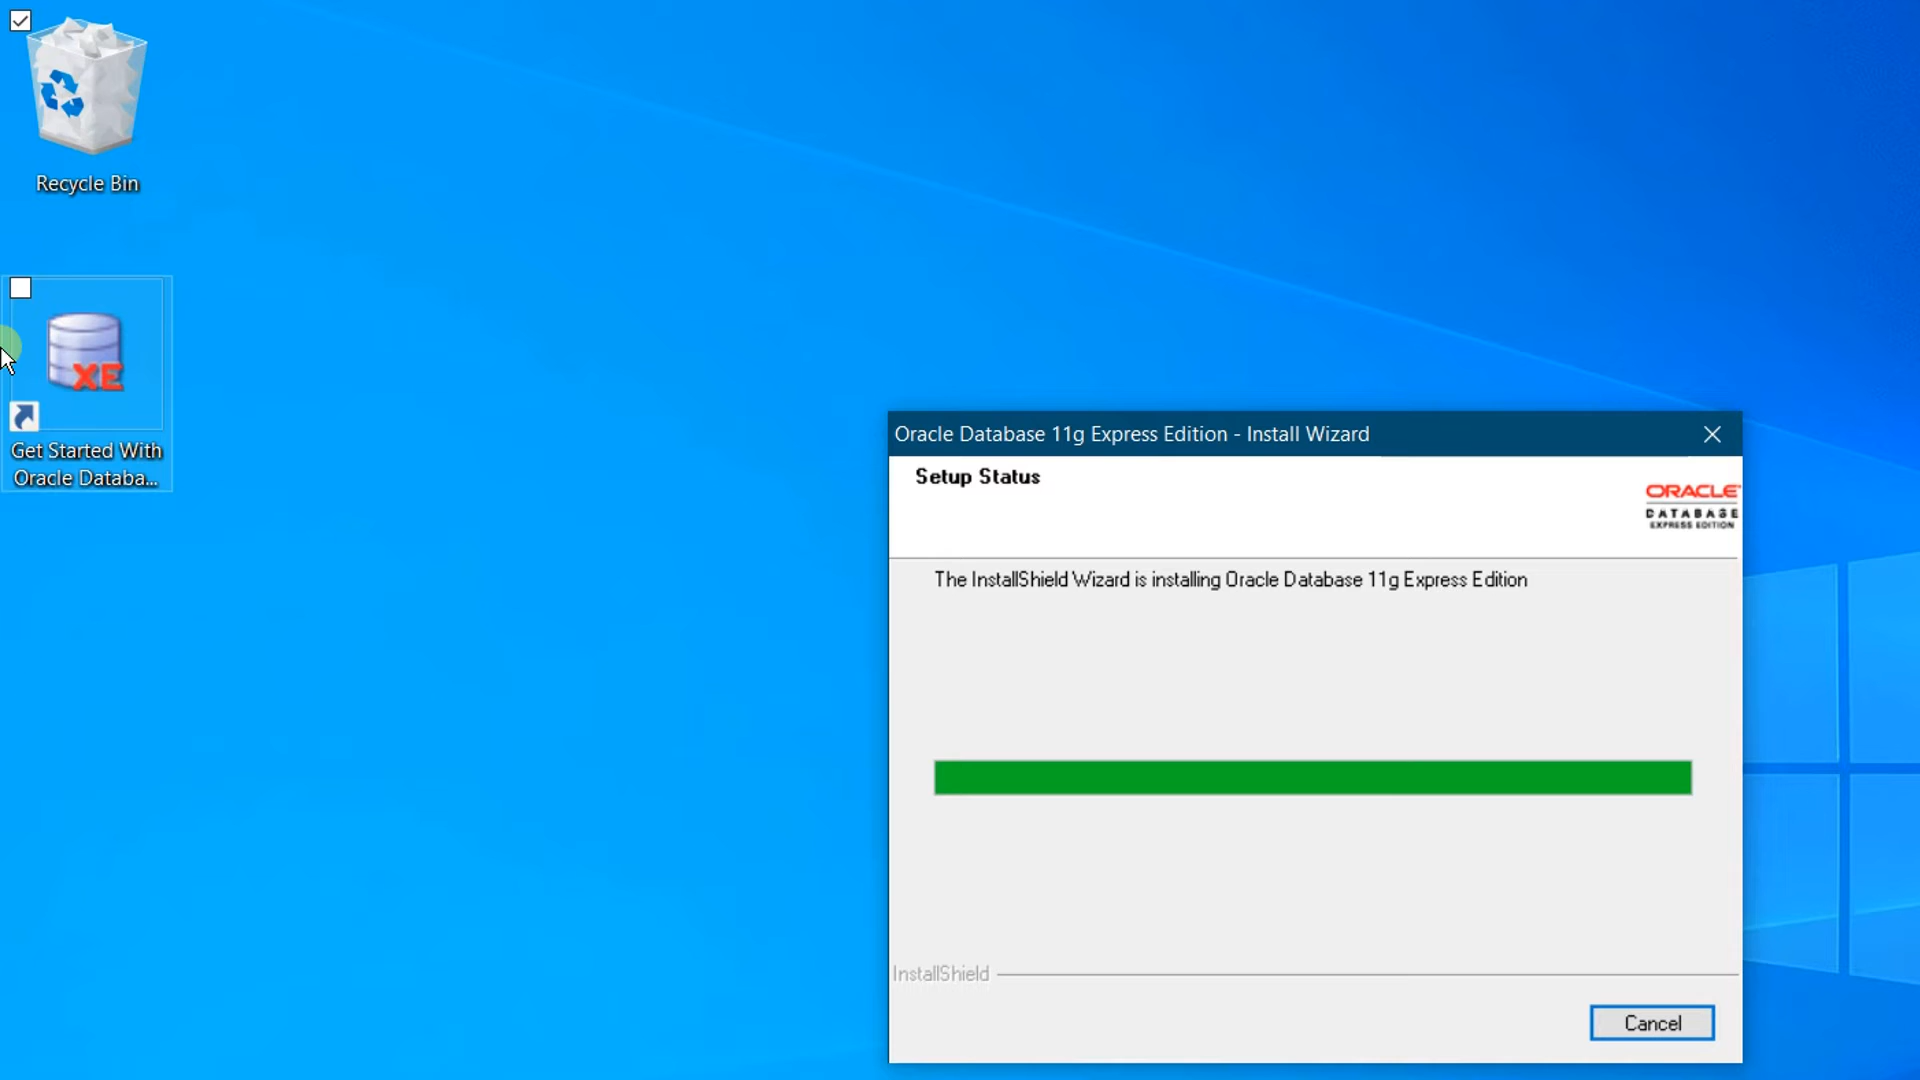 Recycle Bin
XE
Get Started With
Oracle Databa...
Oracle Database 11g Express Edition - Install Wizard
Setup Status
ORACLE
DATABASE
EXPRESS EDITION
The InstallShield Wizard is installing Oracle Database 11g Express Edition
InstallShield
Cancel